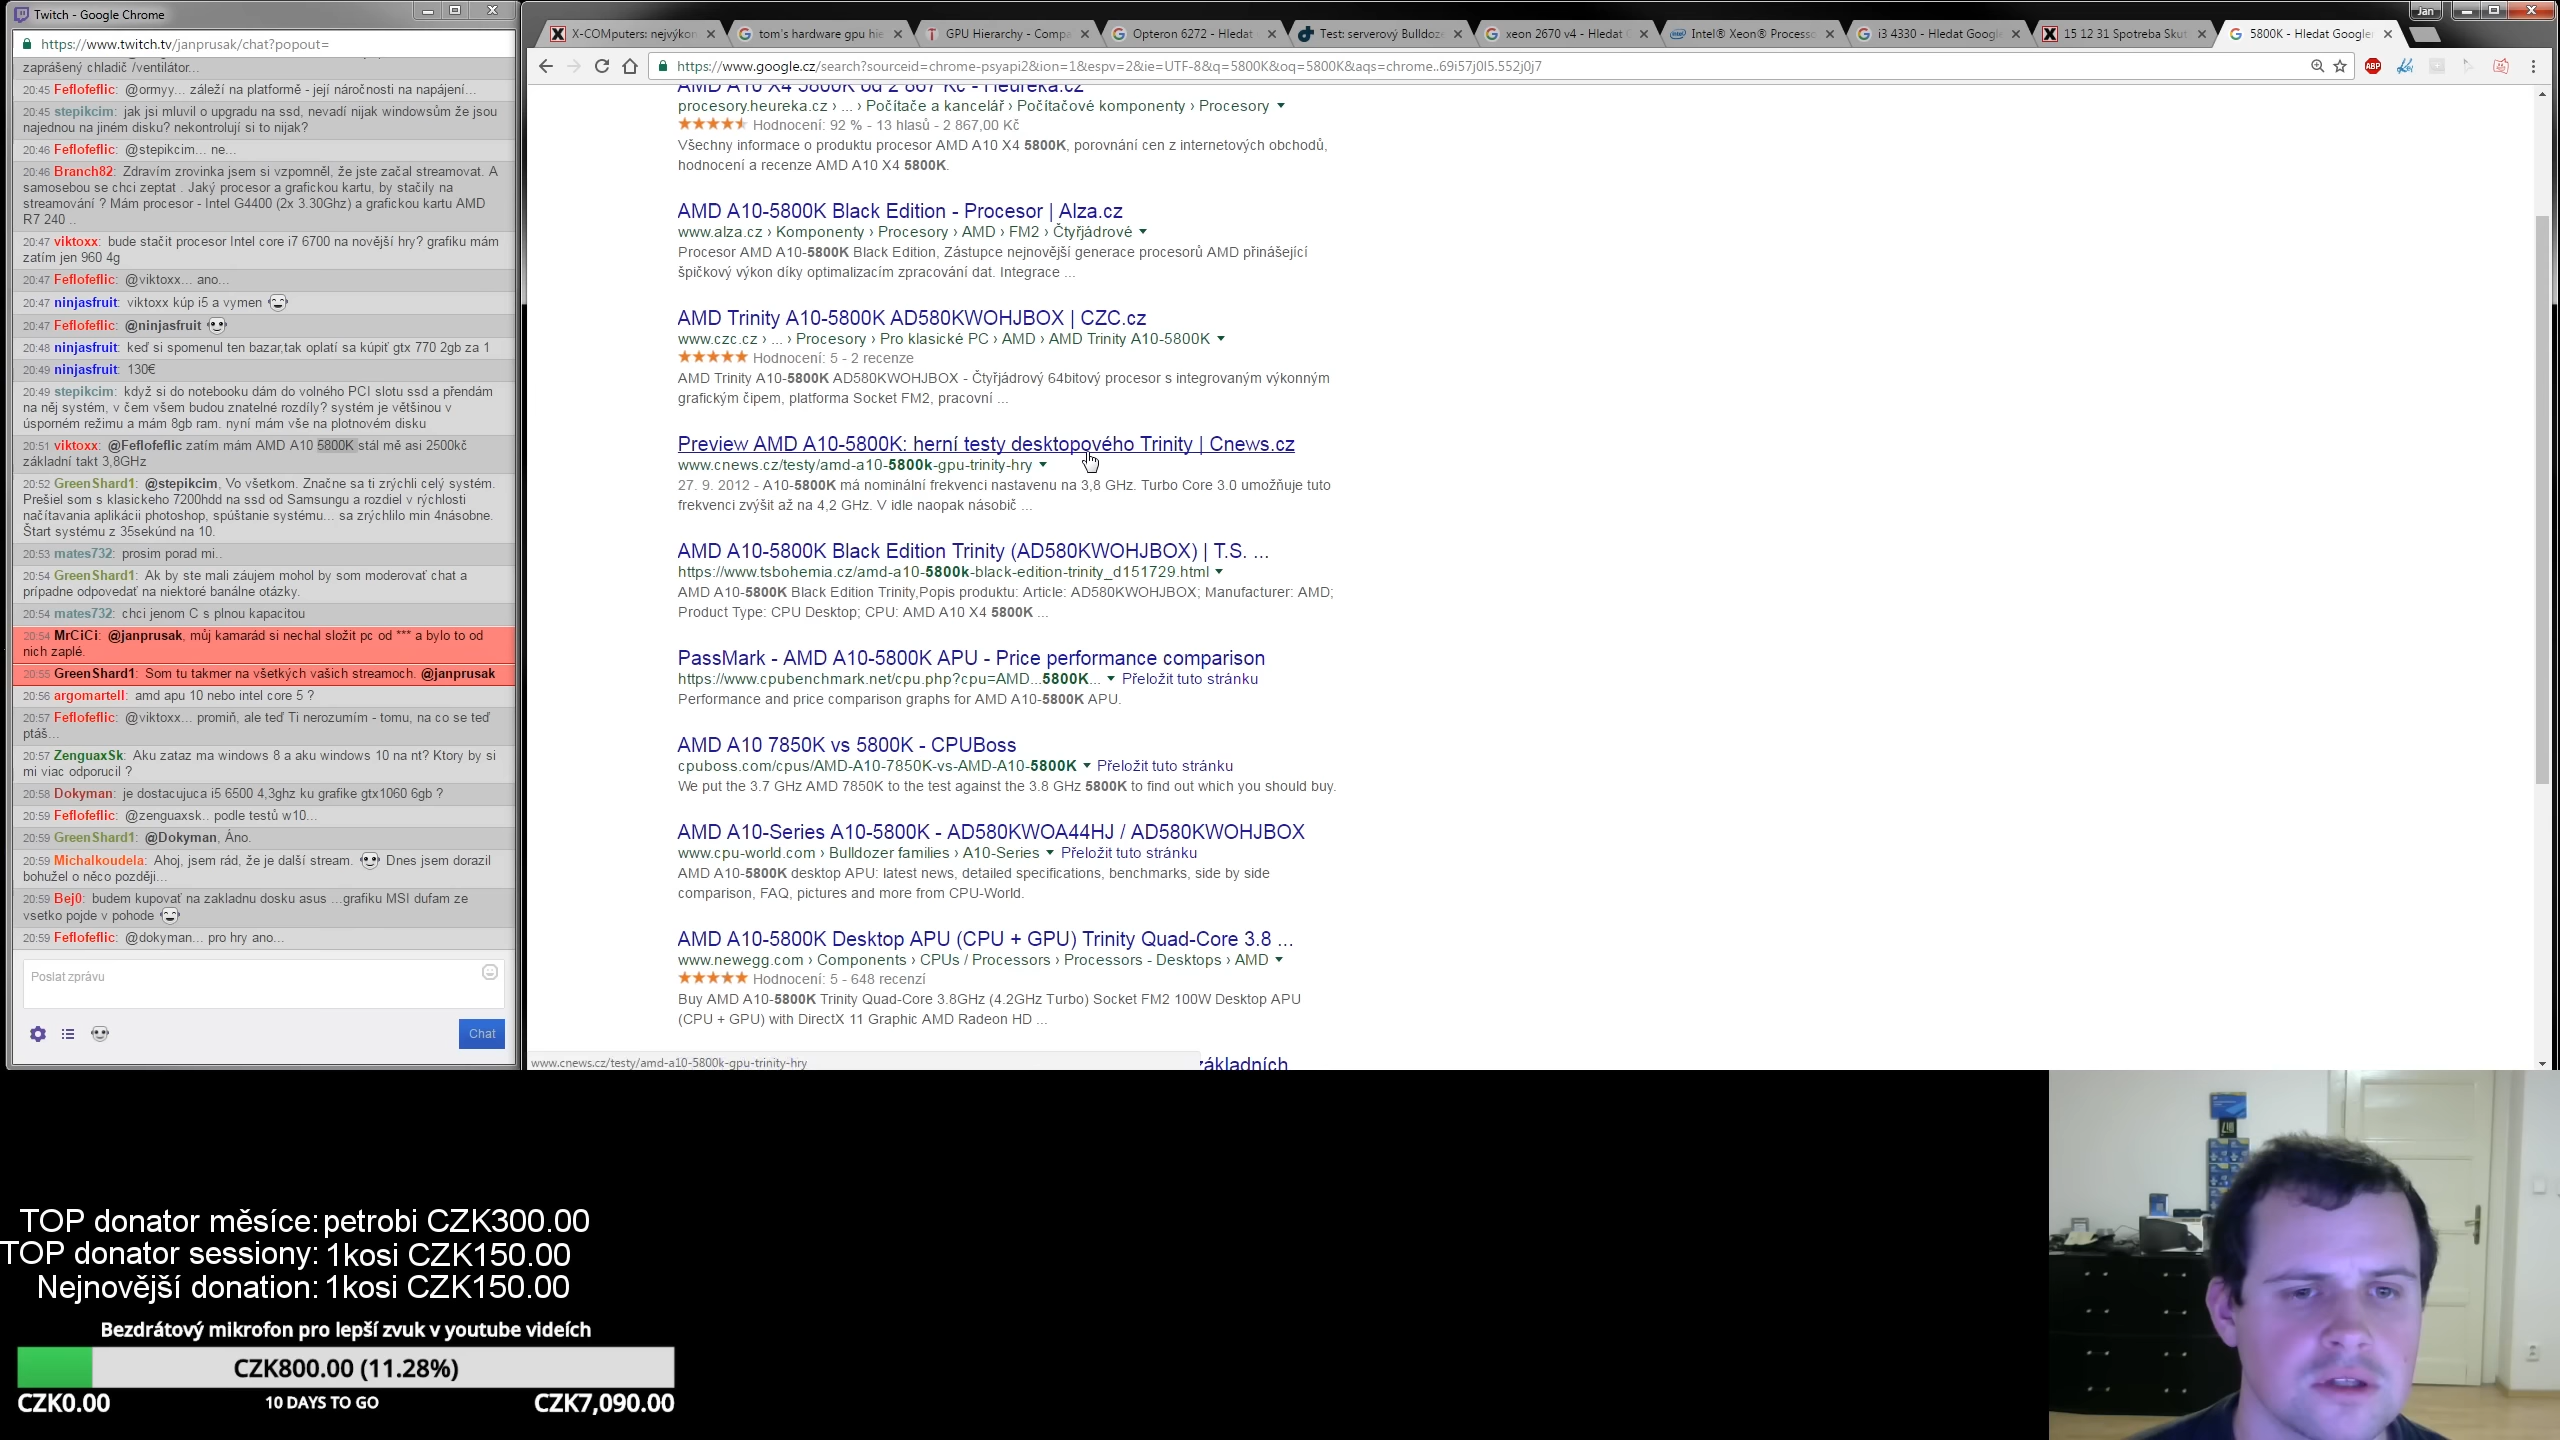 Twitch - Google Chrome
https://www.twitch.tv/janprusak/chat?popout=
zaprášený chladič /ventilátor...
20:45 Feflofeflic: @ormyy... záleží na platformě - její náročnosti na napájení...
20:45 stepikcim: jak jsi mluvil o upgradu na ssd, nevadí nijak windowsům že jsou
najednou na jiném disku? nekontrolují si to nijak?
20:46 Feflofeflic: @stepikcim... ne...
20:46 Branch82: Zdravím zrovinka jsem si vzpomněl, že jste začal streamovat. A
samosebou se chci zeptat . Jaký procesor a grafickou kartu, by stačily na
streamování ? Mám procesor - Intel G4400 (2x 3.30Ghz) a grafickou kartu AMD
R7 240 ..
20:47 viktoxx: bude stačit procesor Intel core i7 6700 na novější hry? grafiku mám
zatím jen 960 4g
20:47 Feflofeflic: @viktoxx... ano...
20:47 ninjasfruit: viktoxx kúp i5 a vymen
20:47 Feflofeflic: @ninjasfruit
20:48 ninjasfruit: keď si spomenul ten bazar,tak oplatí sa kúpiť gtx 770 2gb za 1
20:49 ninjasfruit: 130€
20:49 stepikcim: když si do notebooku dám do volného PCI slotu ssd a přendám
na něj systém, v čem všem budou znatelné rozdíly? systém je většinou v
úsporném režimu a mám 8gb ram. nyní mám vše na plotnovém disku
20:51 viktoxx: @Feflofeflic zatím mám AMD A10 5800K stál mě asi 2500kč
základní takt 3,8GHz
20:52 GreenShard1: @stepikcim, Vo všetkom. Značne sa ti zrýchli celý systém.
Prešiel som s klasickeho 7200hdd na ssd od Samsungu a rozdiel v rýchlosti
načítavania aplikácii photoshop, spúštanie systému... sa zrýchlilo min 4násobne.
Štart systému z 35sekúnd na 10.
20:53 mates732: prosim porad mi..
20:54 GreenShard1: Ak by ste mali záujem mohol by som moderovať chat a
prípadne odpovedať na niektoré banálne otázky.
20:54 mates732: chci jenom C s plnou kapacitou
20:54 MrCiCi: @janprusak, můj kamarád si nechal složit pc od *** a bylo to od
nich zaplé.
20:55 GreenShard1: Som tu takmer na všetkých vašich streamoch. @janprusak
20:56 argomartell: amd apu 10 nebo intel core 5 ?
20:57 Feflofeflic: @viktoxx... promiň, ale teď Ti nerozumím - tomu, na co se teď
ptáš...
20:57 ZenguaxSk: Aku zataz ma windows 8 a aku windows 10 na nt? Ktory by si
mi viac odporucil ?
20:58 Dokyman: je dostacujuca i5 6500 4,3ghz ku grafike gtx1060 6gb ?
20:59 Feflofeflic: @zenguaxsk.. podle testů w10...
20:59 GreenShard1: @Dokyman, Áno.
20:59 Michalkoudela: Ahoj, jsem rád, že je další stream. Dnes jsem dorazil
bohužel o něco později...
20:59 Bej0: budem kupovať na zakladnu dosku asus ...grafiku MSI dufam ze
vsetko pojde v pohode
20:59 Feflofeflic: @dokyman... pro hry ano...
Poslat zprávu
Chat
Jan
X-COMputers: nejvýkon
tom's hardware gpu hie
GPU Hierarchy - Compa
Opteron 6272 - Hledat
Test: serverový Bulldoze
xeon 2670 v4 - Hledat
Intel® Xeon® Processo
i3 4330 - Hledat Google
15 12 31 Spotreba Skut
5800K - Hledat Google
https://www.google.cz/search?sourceid=chrome-psyapi2&ion=1&espv=2&ie=UTF-8&q=5800K&oq=5800K&aqs=chrome..69i57j0l5.552j0j7
ABP
AMD A10 X4 5800K od 2 867 Kč - Heureka.cz
procesory.heureka.cz › ... › Počítače a kancelář › Počítačové komponenty › Procesory
Hodnocení: 92 % - 13 hlasů - 2 867,00 Kč
Všechny informace o produktu procesor AMD A10 X4 5800K, porovnání cen z internetových obchodů,
hodnocení a recenze AMD A10 X4 5800K.
AMD A10-5800K Black Edition - Procesor | Alza.cz
www.alza.cz › Komponenty › Procesory › AMD › FM2 › Čtyřjádrové
Procesor AMD A10-5800K Black Edition, Zástupce nejnovější generace procesorů AMD přinášející
špičkový výkon díky optimalizacím zpracování dat. Integrace ...
AMD Trinity A10-5800K AD580KWOHJBOX | CZC.cz
www.czc.cz › ... › Procesory › Pro klasické PC › AMD › AMD Trinity A10-5800K
Hodnocení: 5 - 2 recenze
AMD Trinity A10-5800K AD580KWOHJBOX - Čtyřjádrový 64bitový procesor s integrovaným výkonným
grafickým čipem, platforma Socket FM2, pracovní ...
Preview AMD A10-5800K: herní testy desktopového Trinity | Cnews.cz
www.cnews.cz/testy/amd-a10-5800k-gpu-trinity-hry
27. 9. 2012 - A10-5800K má nominální frekvenci nastavenu na 3,8 GHz. Turbo Core 3.0 umožňuje tuto
frekvenci zvýšit až na 4,2 GHz. V idle naopak násobič ...
AMD A10-5800K Black Edition Trinity (AD580KWOHJBOX) | T.S. ...
https://www.tsbohemia.cz/amd-a10-5800k-black-edition-trinity_d151729.html
AMD A10-5800K Black Edition Trinity,Popis produktu: Article: AD580KWOHJBOX; Manufacturer: AMD;
Product Type: CPU Desktop; CPU: AMD A10 X4 5800K ...
PassMark - AMD A10-5800K APU - Price performance comparison
https://www.cpubenchmark.net/cpu.php?cpu=AMD...5800K... Přeložit tuto stránku
Performance and price comparison graphs for AMD A10-5800K APU.
AMD A10 7850K vs 5800K - CPUBoss
cpuboss.com/cpus/AMD-A10-7850K-vs-AMD-A10-5800K Přeložit tuto stránku
We put the 3.7 GHz AMD 7850K to the test against the 3.8 GHz 5800K to find out which you should buy.
AMD A10-Series A10-5800K - AD580KWOA44HJ / AD580KWOHJBOX
www.cpu-world.com › Bulldozer families › A10-Series Přeložit tuto stránku
AMD A10-5800K desktop APU: latest news, detailed specifications, benchmarks, side by side
comparison, FAQ, pictures and more from CPU-World.
AMD A10-5800K Desktop APU (CPU + GPU) Trinity Quad-Core 3.8 ...
www.newegg.com › Components › CPUs / Processors › Processors - Desktops › AMD
Hodnocení: 5 - 648 recenzí
Buy AMD A10-5800K Trinity Quad-Core 3.8GHz (4.2GHz Turbo) Socket FM2 100W Desktop APU
(CPU + GPU) with DirectX 11 Graphic AMD Radeon HD ...
základních
www.cnews.cz/testy/amd-a10-5800k-gpu-trinity-hry
TOP donator měsíce: petrobi CZK300.00
TOP donator sessiony: 1kosi CZK150.00
Nejnovější donation: 1kosi CZK150.00
Bezdrátový mikrofon pro lepší zvuk v youtube videích
CZK800.00 (11.28%)
CZK0.00 10 DAYS TO GO CZK7,090.00